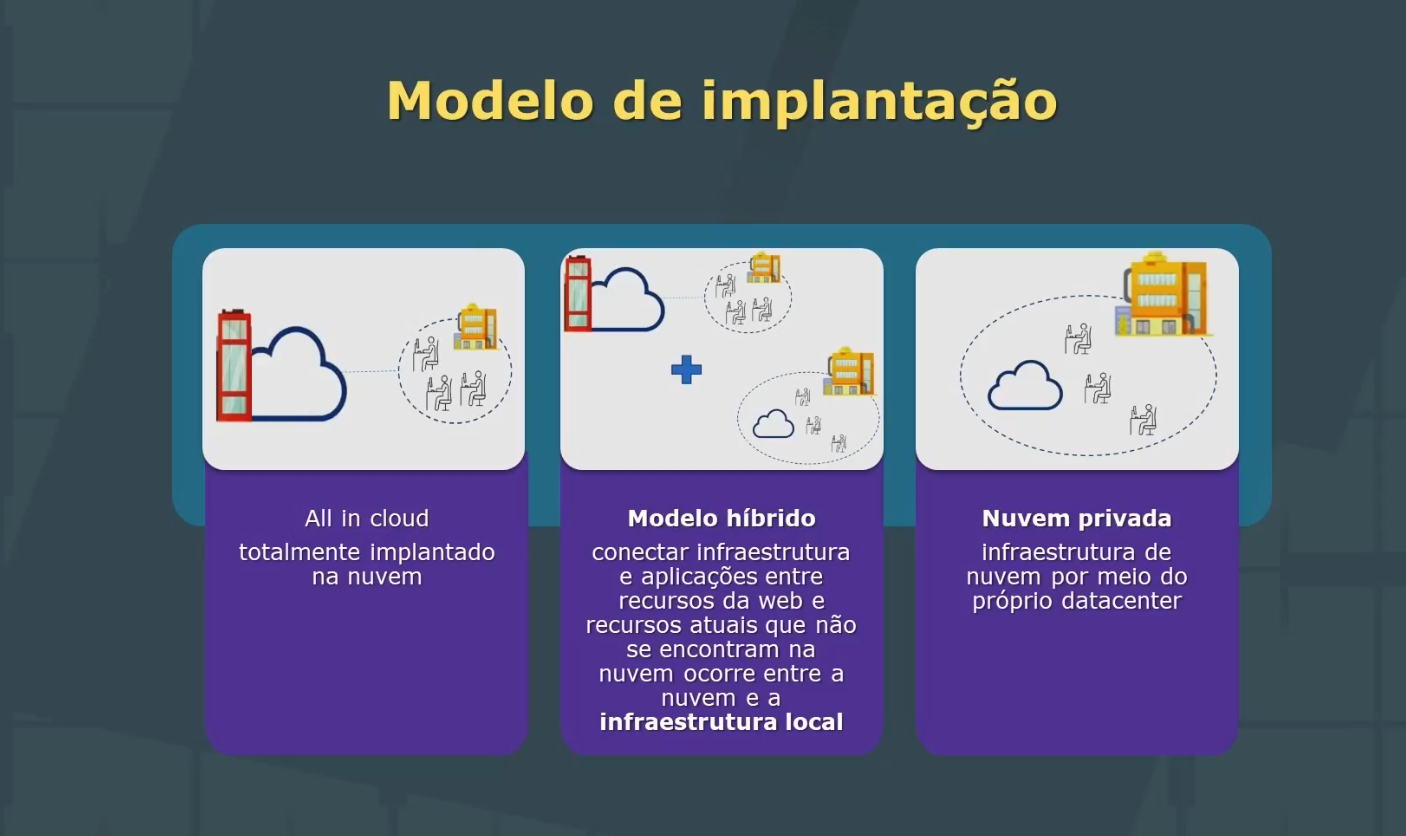 Modelo de implantação
All in cloud
totalmente implantado
na nuvem
Modelo híbrido
conectar infraestrutura
e aplicações entre
recursos da web e
recursos atuais que não
se encontram na
nuvem ocorre entre a
nuvem e a
infraestrutura local
Nuvem privada
infraestrutura de
nuvem por meio do
próprio datacenter